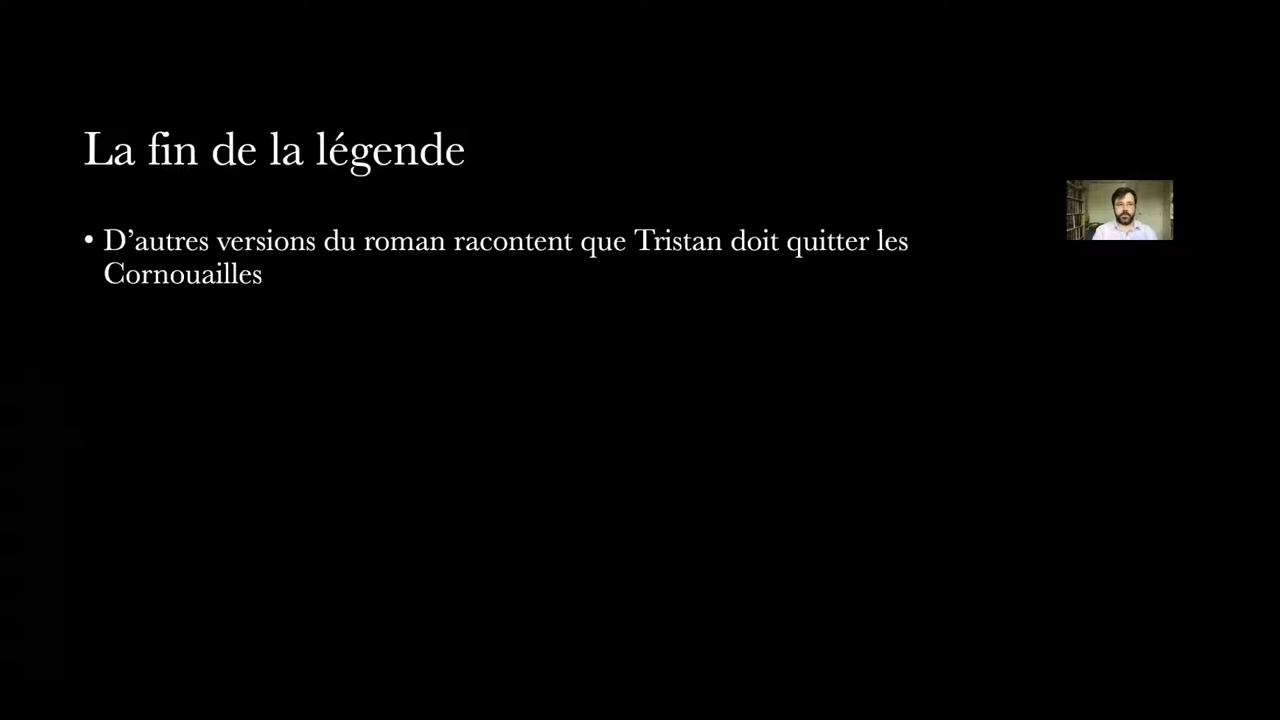 La fin de la légende
• D’autres versions du roman racontent que Tristan doit quitter les
Cornouailles